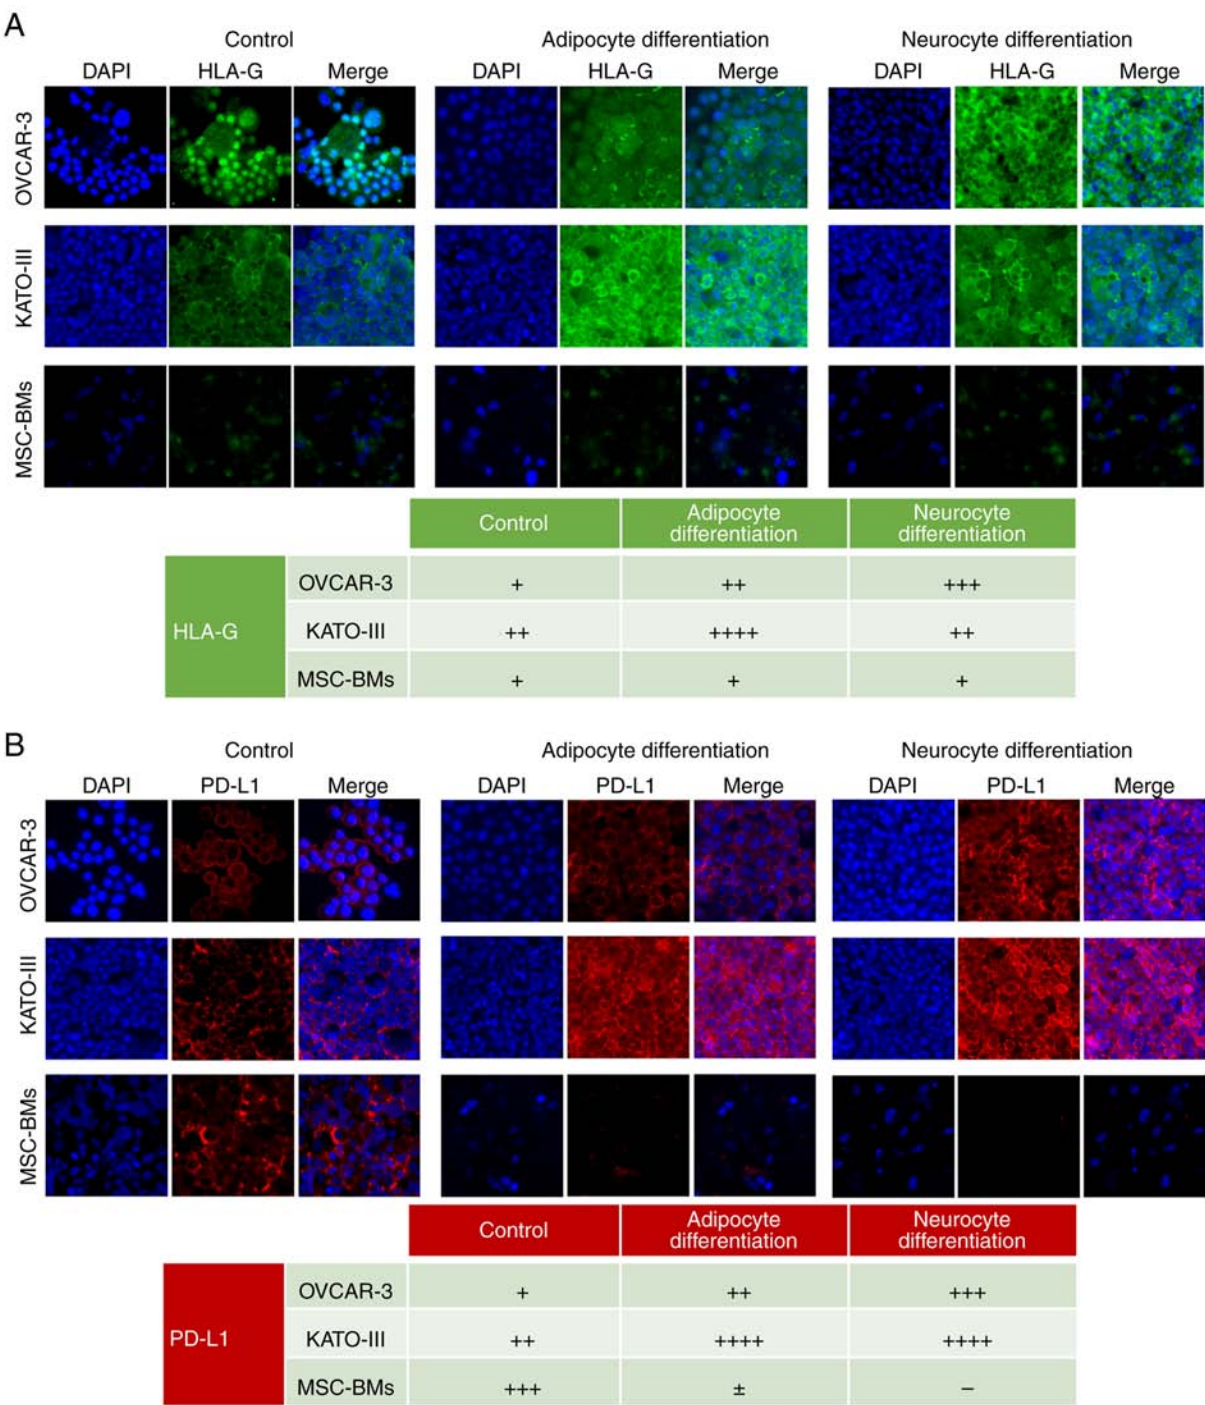 A
Control
Adipocyte differentiation
Neurocyte differentiation
DAPI HLA-G Merge DAPI HLA-G Merge DAPI HLA-G Merge
OVCAR-3
KATO-III
MSC-BMs
Control
Adipocyte differentiation
Neurocyte differentiation
HLA-G
OVCAR-3 + ++ +++
KATO-III ++ ++++ ++
MSC-BMs + + +
B
Control
Adipocyte differentiation
Neurocyte differentiation
DAPI PD-L1 Merge DAPI PD-L1 Merge DAPI PD-L1 Merge
OVCAR-3
KATO-III
MSC-BMs
Control
Adipocyte differentiation
Neurocyte differentiation
PD-L1
OVCAR-3 + ++ +++
KATO-III ++ ++++ ++++
MSC-BMs +++ ± −